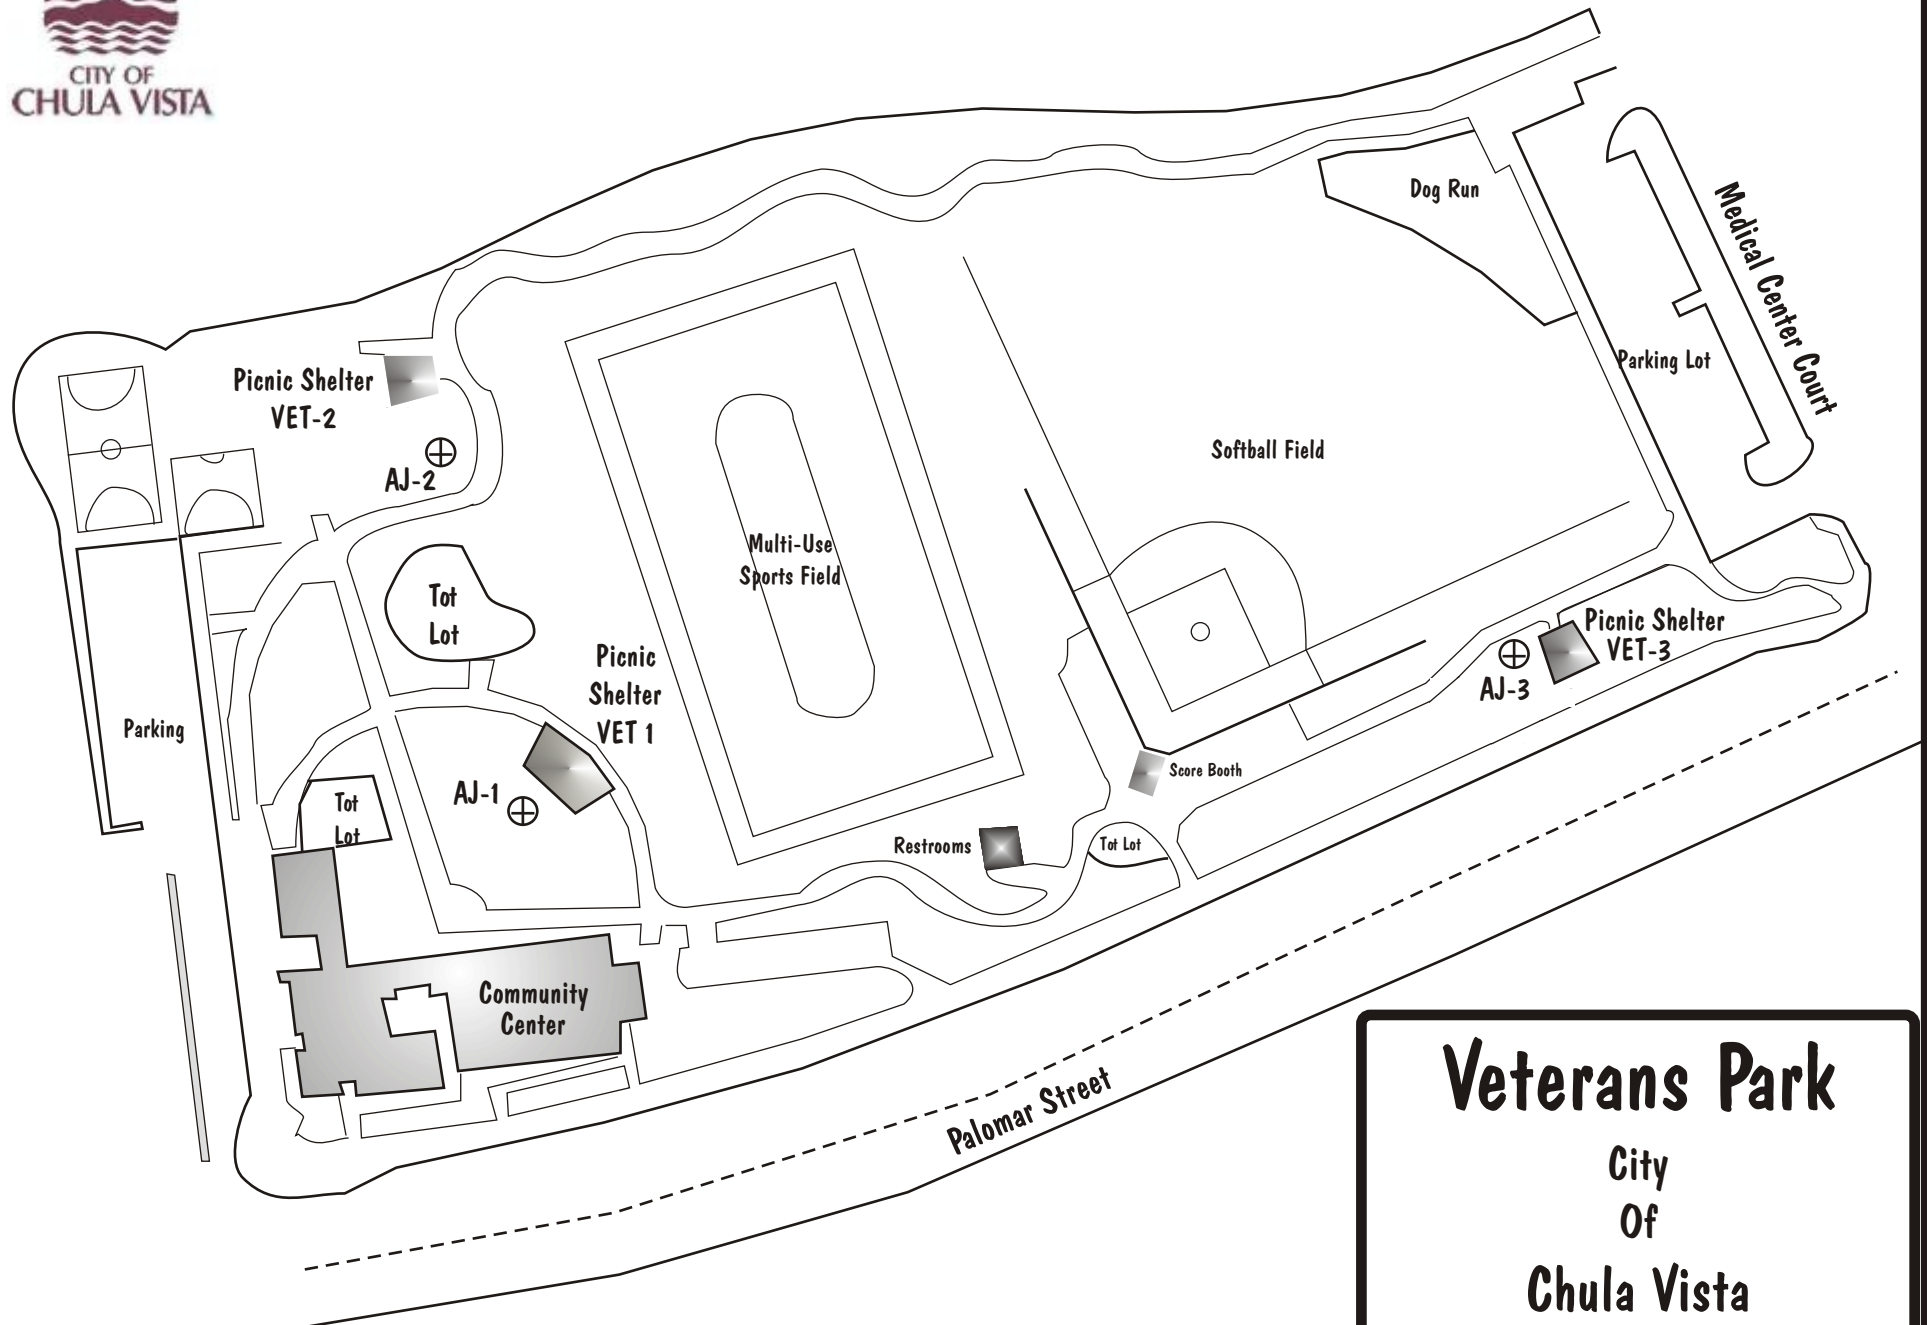 CITY OF
CHULA VISTA
Dog Run
Medical Center Court
Parking Lot
Picnic Shelter
VET-2
AJ-2
Softball Field
Multi-Use
Sports Field
Tot
Lot
Picnic
Shelter
VET 1
Picnic Shelter
VET-3
AJ-3
Parking
Score Booth
AJ-1
Tot
Lot
Restrooms
Tot Lot
Community
Center
Palomar Street
Veterans Park
City
Of
Chula Vista